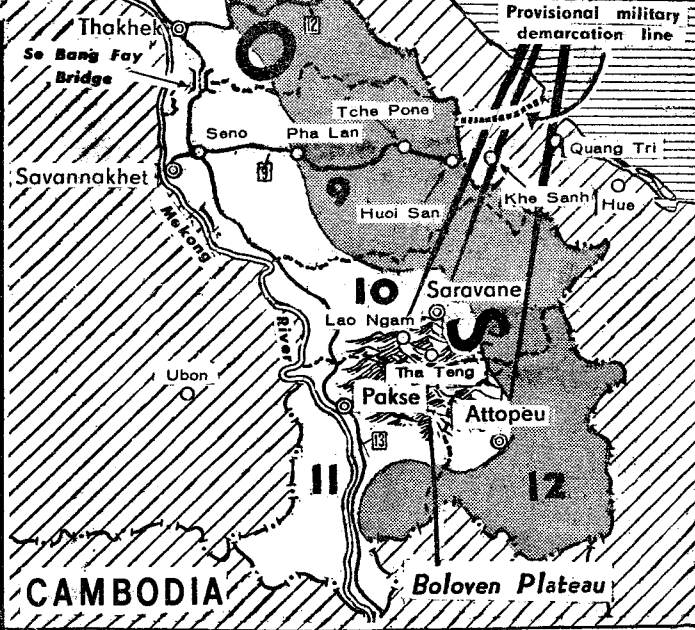 Provisional military
demarcation line
Thakhek
12
O
Se Bang Fay
Bridge
Tche Pone
Seno
Pha Lan
Quang Tri
Savannakhet
9
9
Khe Sanh
Hue
Huoi San
Mekong
River
10
Saravane
S
Lao Ngam
Tha Teng
Ubon
Pakse
Attopeu
13
11
12
CAMBODIA
Boloven Plateau